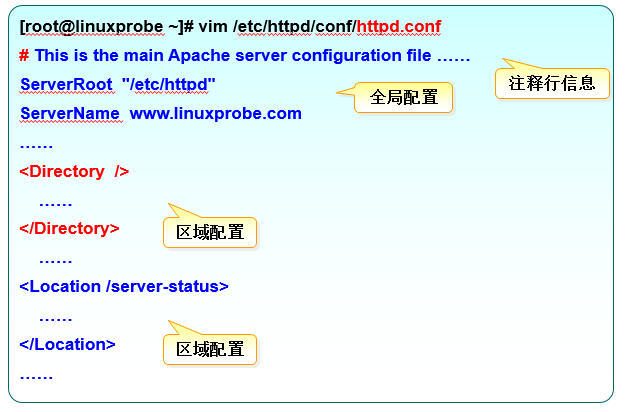 [root@linuxprobe ~]# vim /etc/httpd/conf/httpd.conf
# This is the main Apache server configuration file ……
注释行信息
ServerRoot "/etc/httpd"
全局配置
ServerName www.linuxprobe.com
……
<Directory />
……
</Directory>
区域配置
……
<Location /server-status>
……
</Location>
区域配置
……